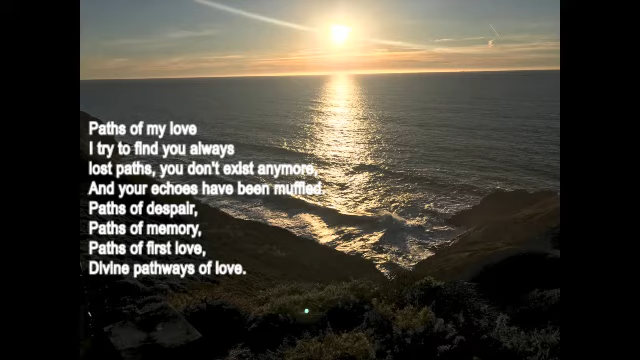 Paths of my love
I try to find you always
lost paths, you don't exist anymore,
And your echoes have been muffled.
Paths of despair,
Paths of memory,
Paths of first love,
Divine pathways of love.